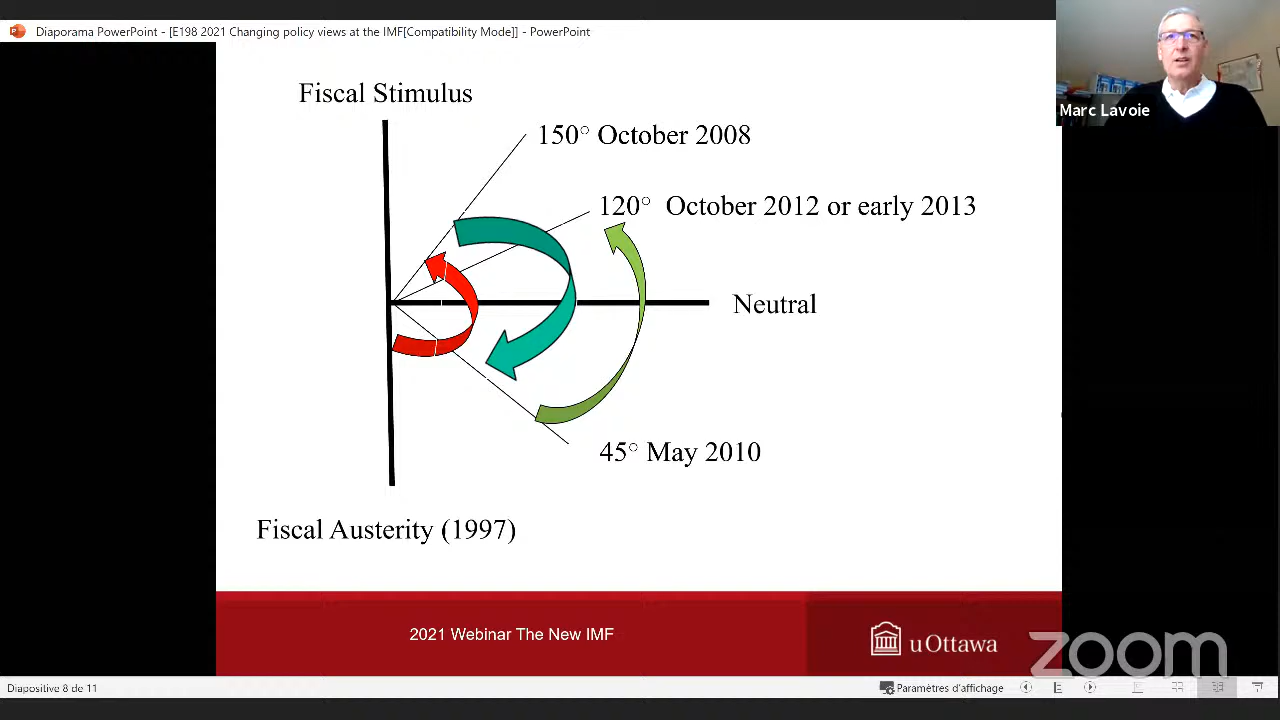 Diaporama PowerPoint - [E198 2021 Changing policy views at the IMF[Compatibility Mode]] - PowerPoint
Marc Lavoie
Fiscal Stimulus
150° October 2008
120° October 2012 or early 2013
Neutral
45° May 2010
Fiscal Austerity (1997)
2021 Webinar The New IMF
uOttawa
zoom
Diapositive 8 de 11
Paramètres d'affichage